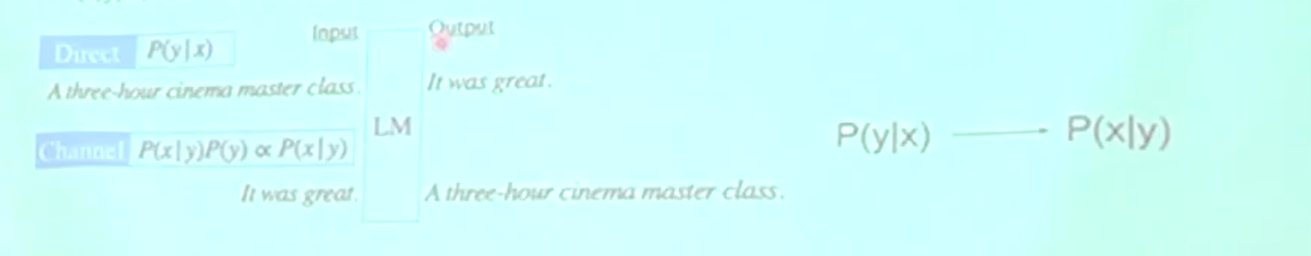 Input Output
Direct P(y|x)
A three-hour cinema master class. It was great.
LM
Channel P(x|y)P(y) ∝ P(x|y)
It was great. A three-hour cinema master class.
P(y|x) P(x|y)